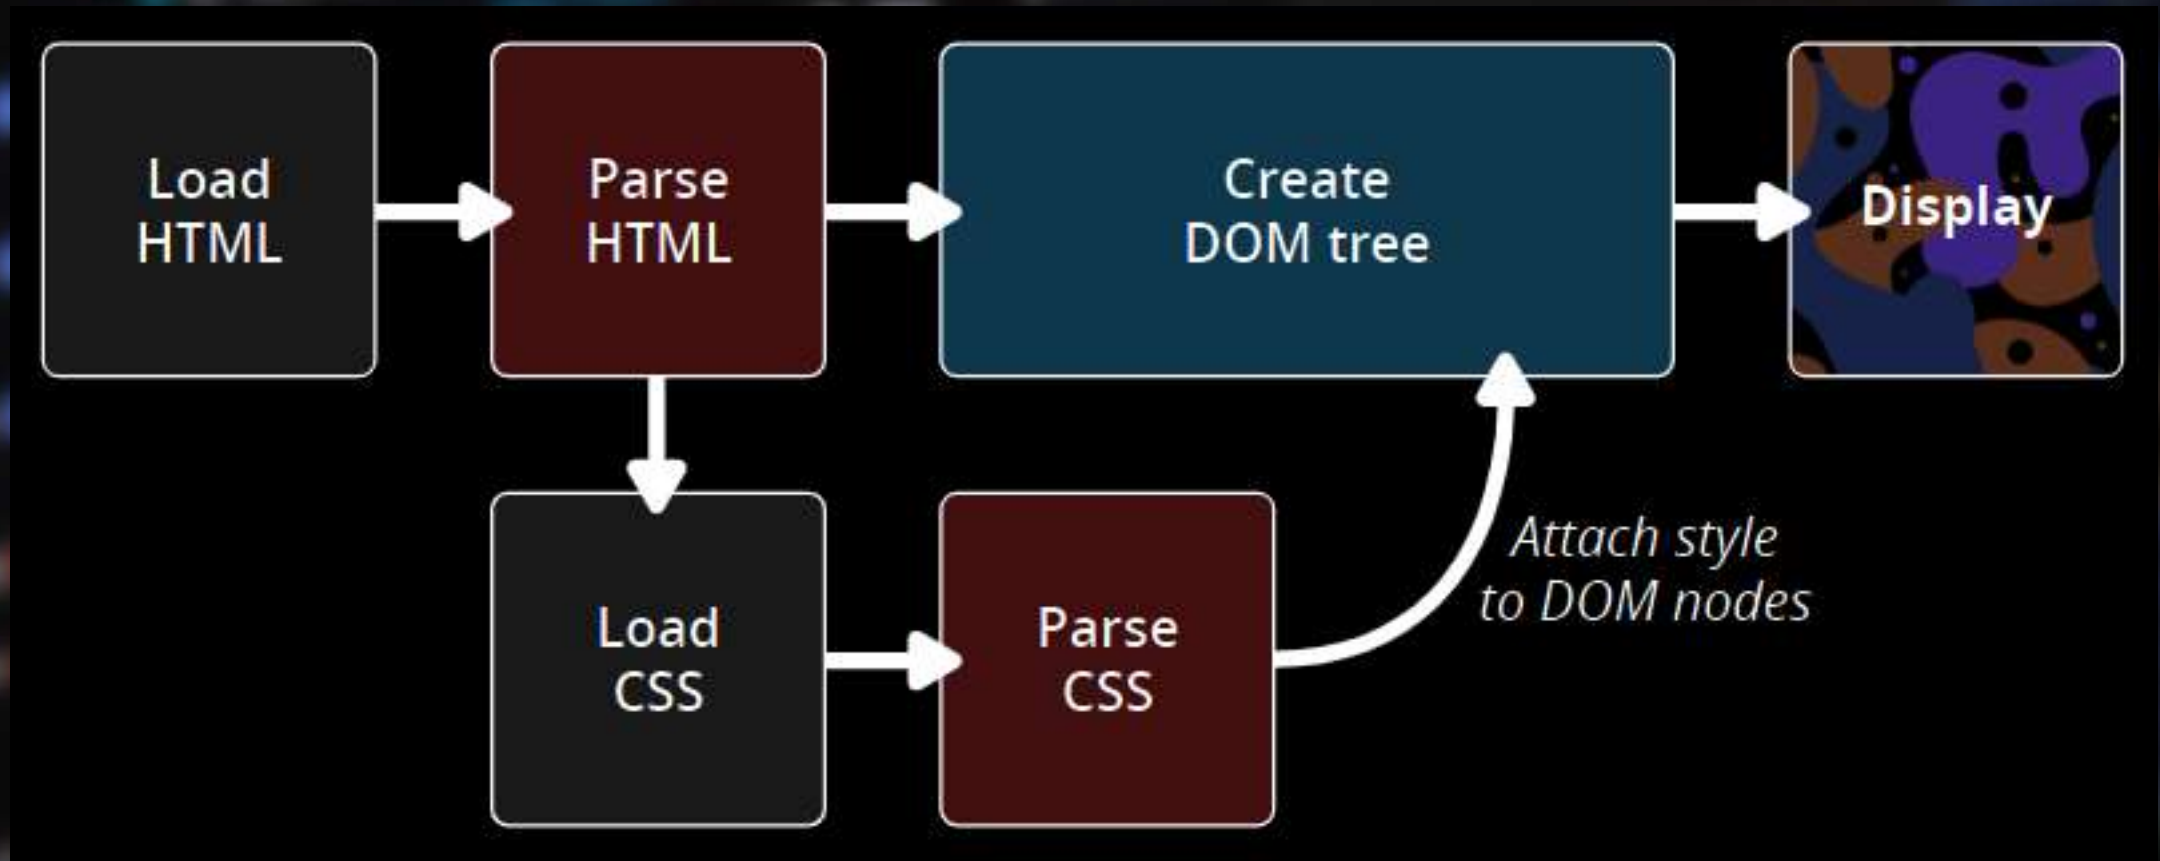 Load
HTML
Parse
HTML
Create
DOM tree
Display
Load
CSS
Parse
CSS
Attach style
to DOM nodes